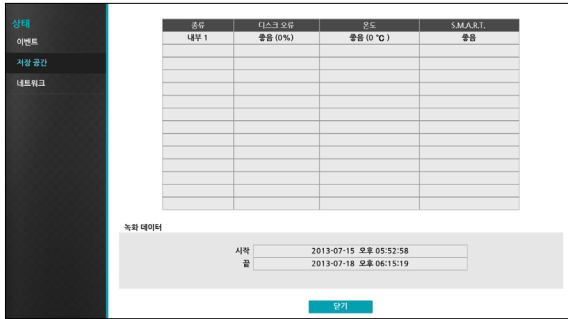 상태
이벤트
저장 공간
네트워크
종류 디스크 오류 온도 S.M.A.R.T.
내부 1 좋음 (0%) 좋음 (0 ℃ ) 좋음
녹화 데이터
시작 2013-07-15 오후 05:52:58
끝 2013-07-18 오후 06:15:19
닫기